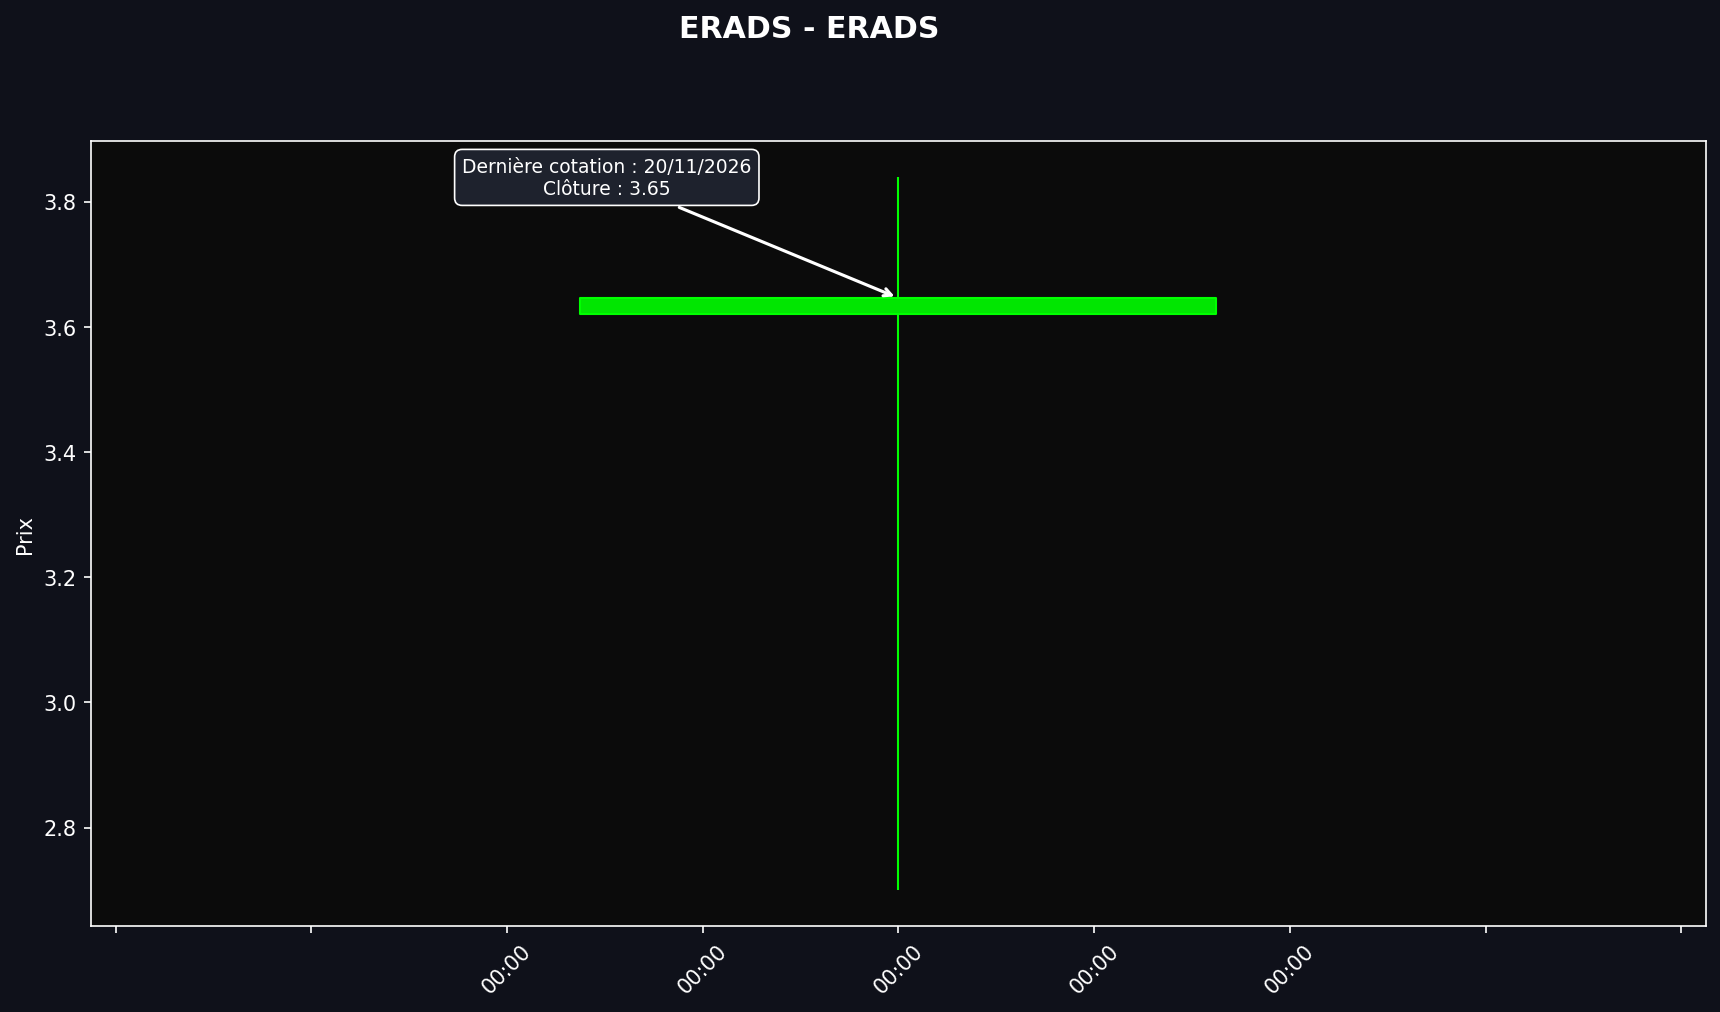 ERADS - ERADS
Dernière cotation : 20/11/2026
Clôture : 3.65
3.8
3.6
3.4
3.2
3.0
2.8
Prix
00:00
00:00
00:00
00:00
00:00